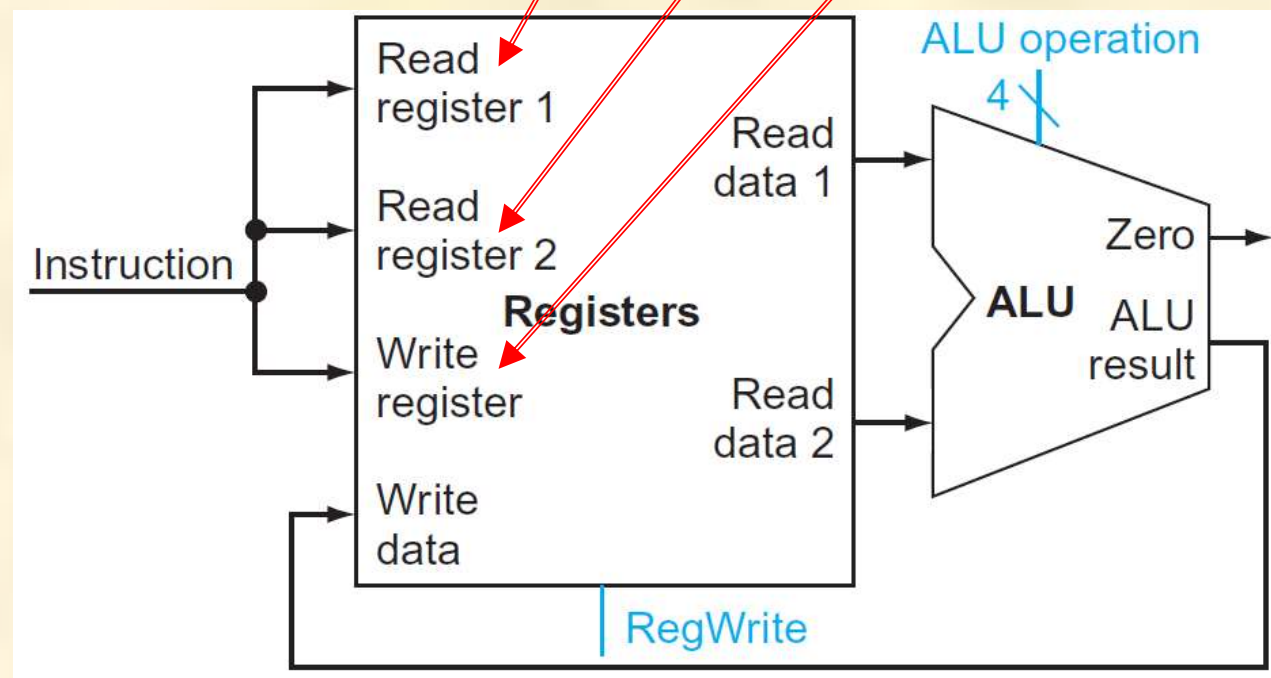 Read
register 1
Read
register 2
Write
register
Write
data
Instruction
Registers
Read
data 1
Read
data 2
ALU operation
4
ALU
Zero
ALU
result
RegWrite